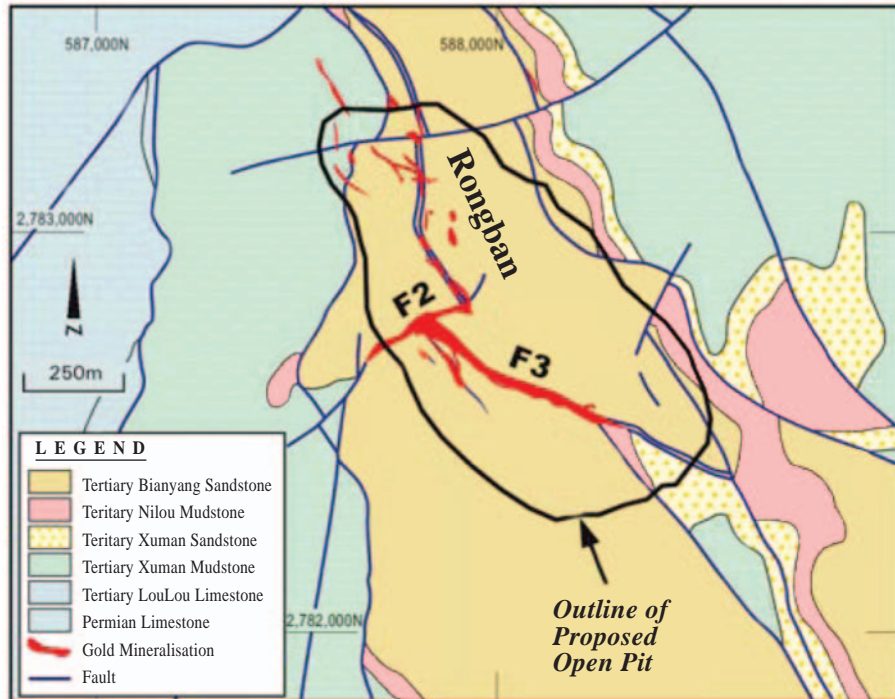 587,000N
588,000N
Rongban
2,783,000N
N
F2
F3
250m
LEGEND
Tertiary Bianyang Sandstone
Teritary Nilou Mudstone
Teritary Xuman Sandstone
Tertiary Xuman Mudstone
Tertiary LouLou Limestone
Permian Limestone
Gold Mineralisation
Fault
2,782,000N
Outline of
Proposed
Open Pit